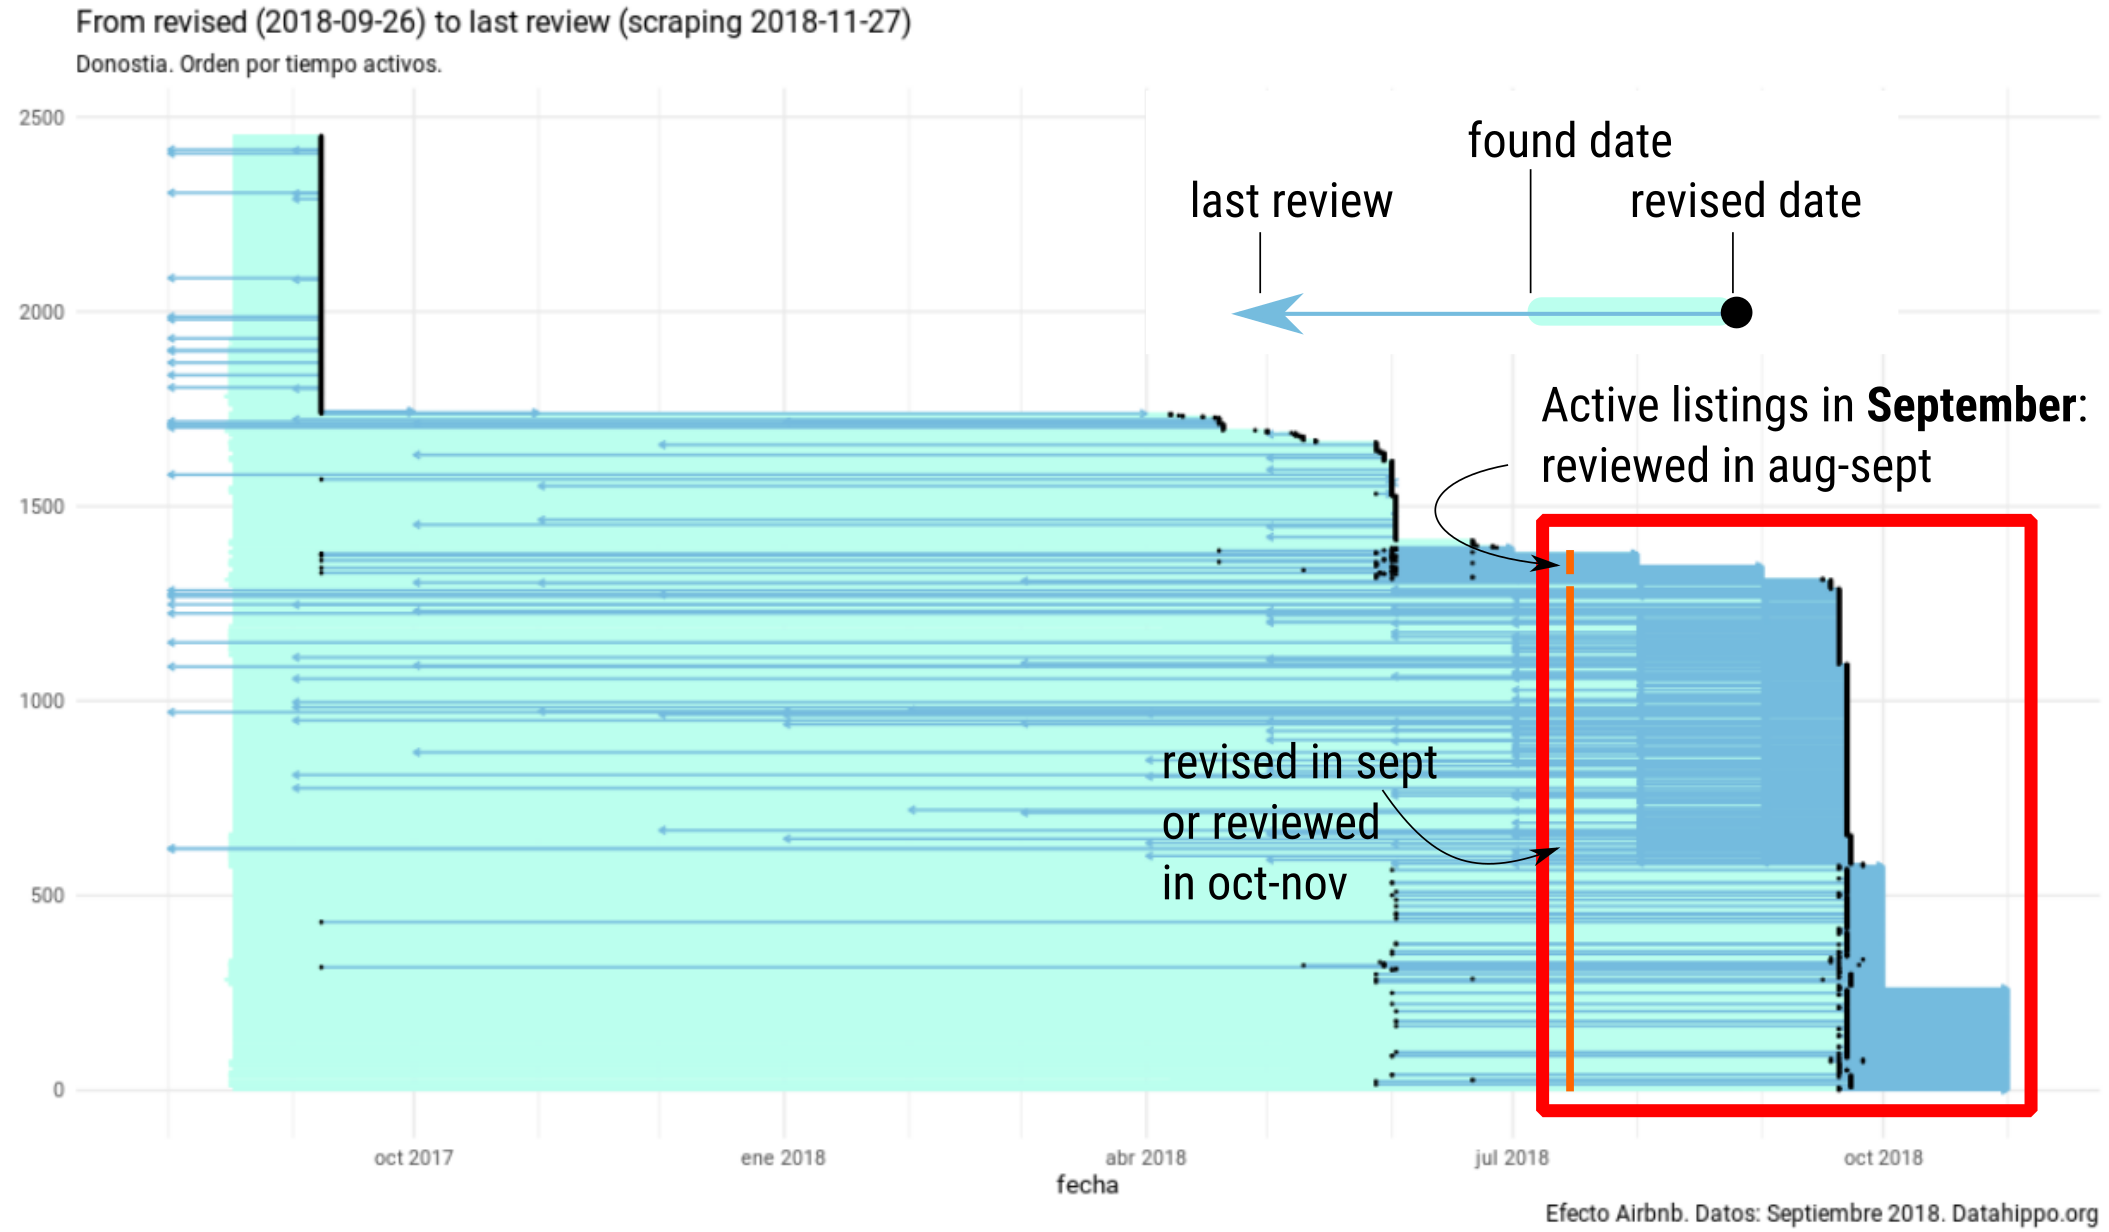 From revised (2018-09-26) to last review (scraping 2018-11-27)
Donostia. Orden por tiempo activos.
2500
2000
1500
1000
500
0
found date
last review
revised date
Active listings in September:
reviewed in aug-sept
revised in sept
or reviewed
in oct-nov
oct 2017
ene 2018
abr 2018
jul 2018
oct 2018
fecha
Efecto Airbnb. Datos: Septiembre 2018. Datahippo.org